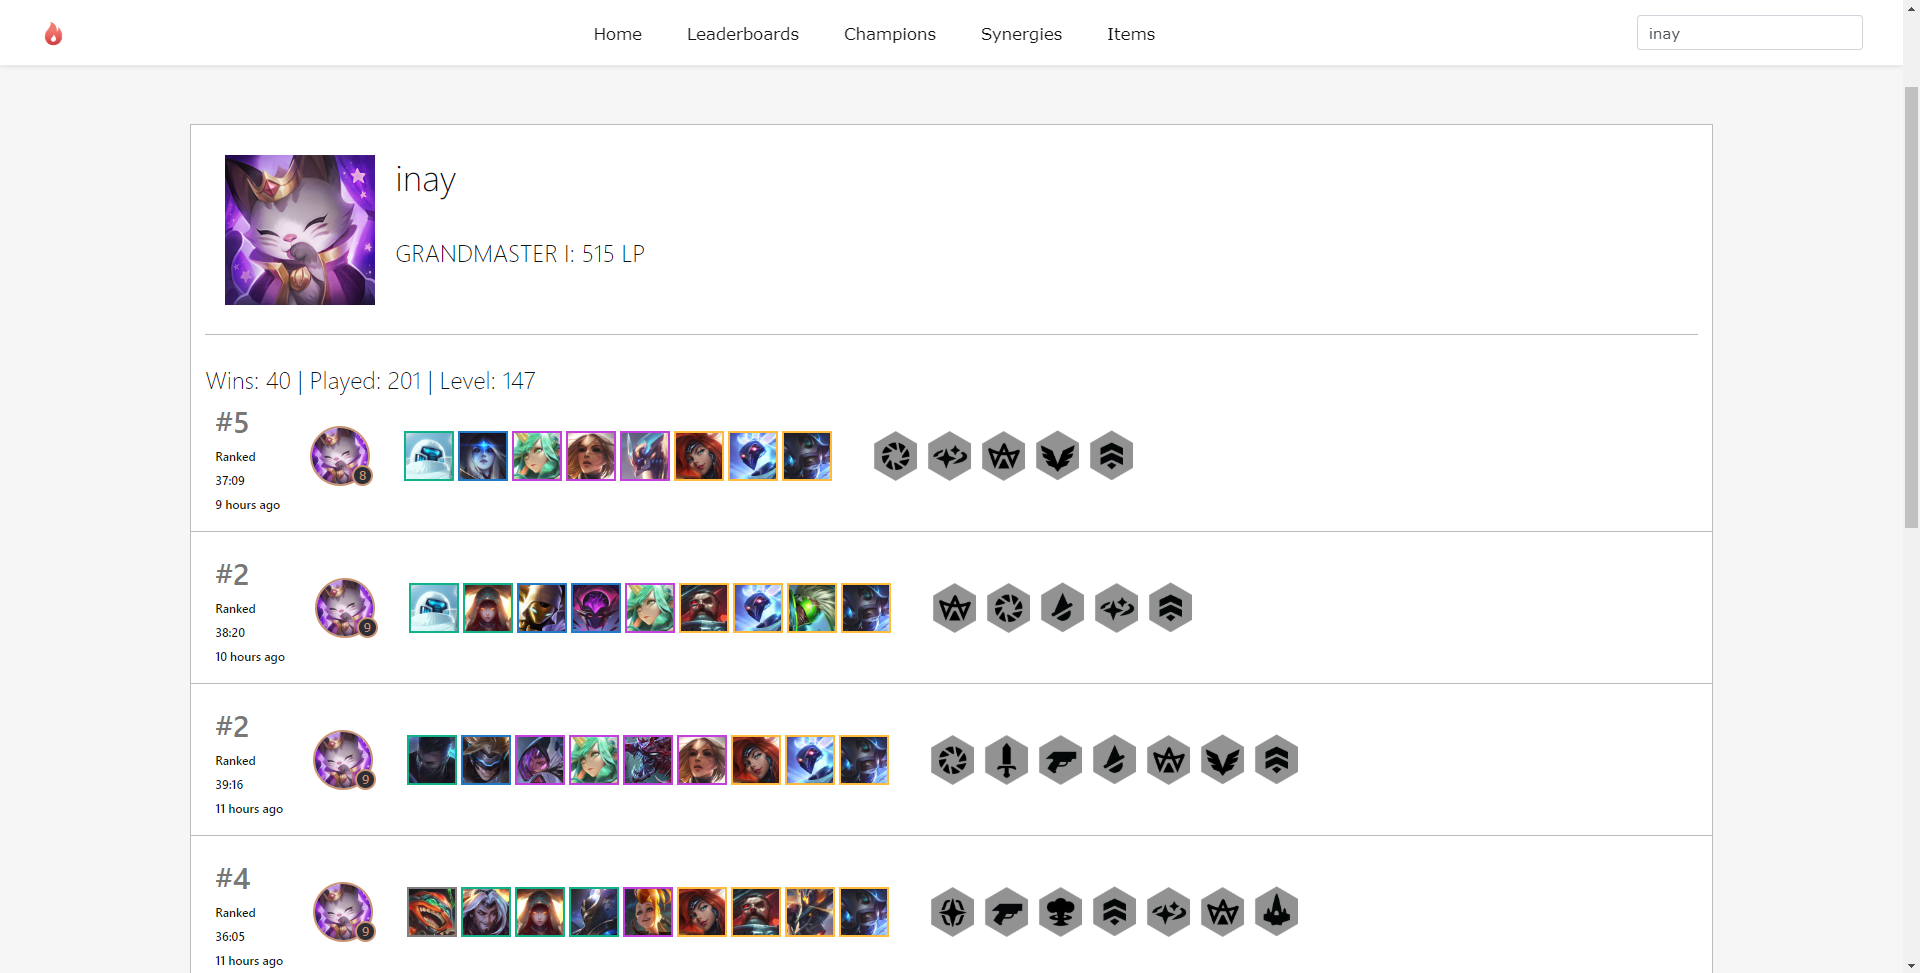 Home Leaderboards Champions Synergies Items inay
inay
GRANDMASTER I: 515 LP
Wins: 40 | Played: 201 | Level: 147
#5
Ranked
37:09
9 hours ago
8
#2
Ranked
38:20
10 hours ago
9
#2
Ranked
39:16
11 hours ago
9
#4
Ranked
36:05
11 hours ago
9